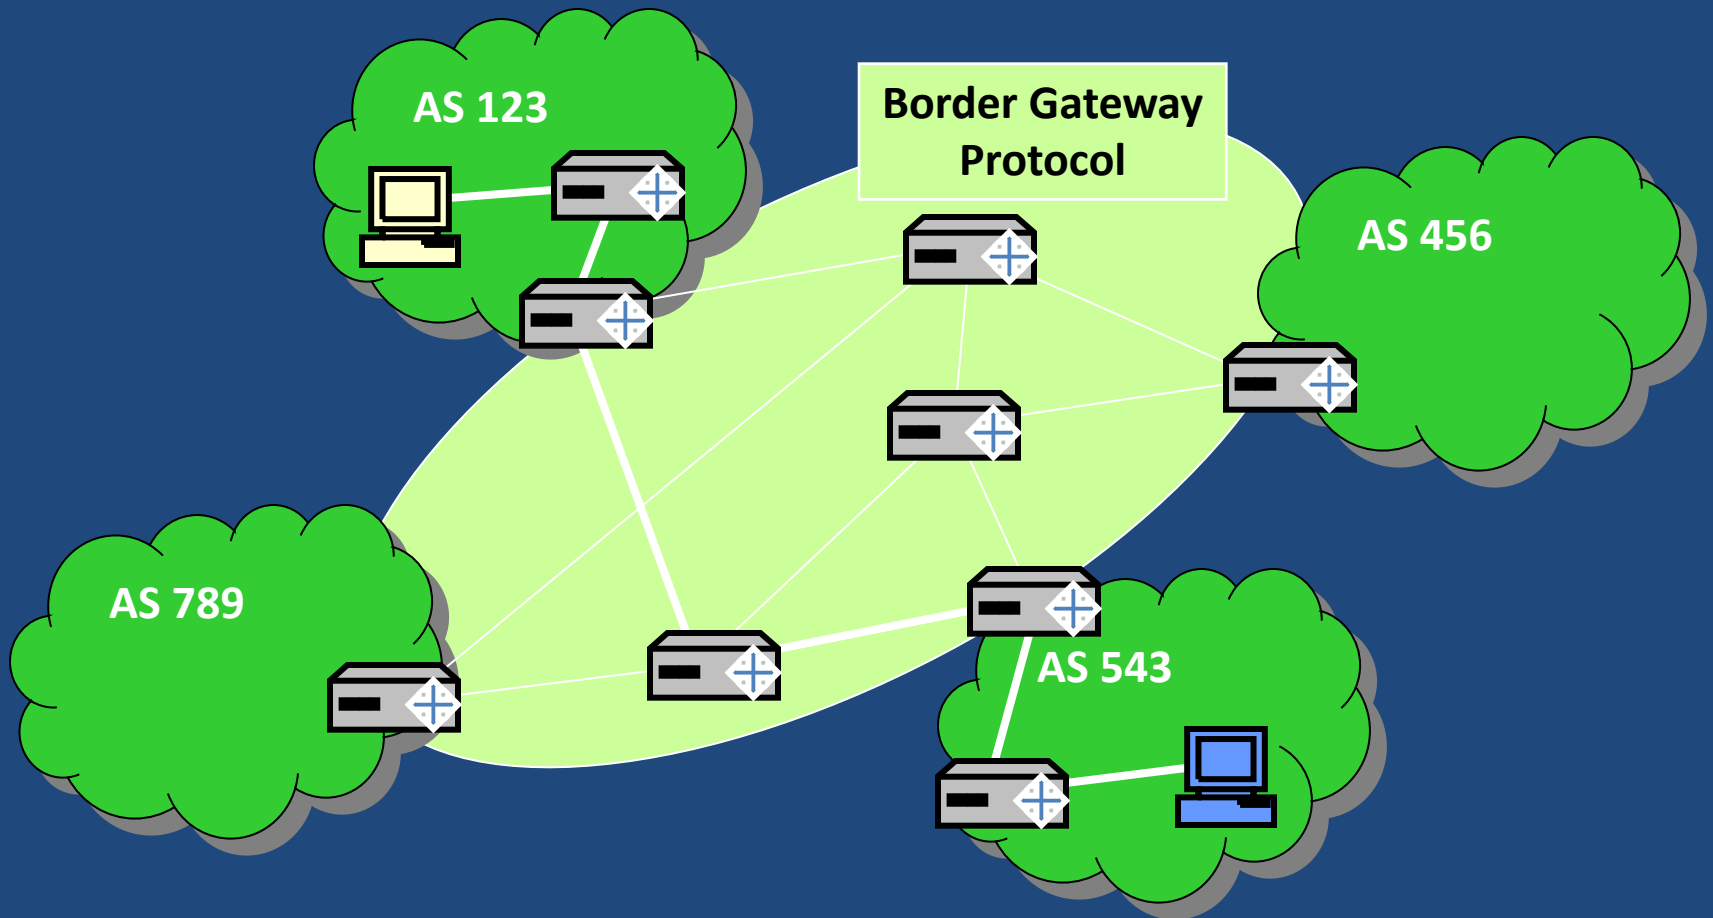 AS 123
Border Gateway
Protocol
AS 456
AS 789
AS 543